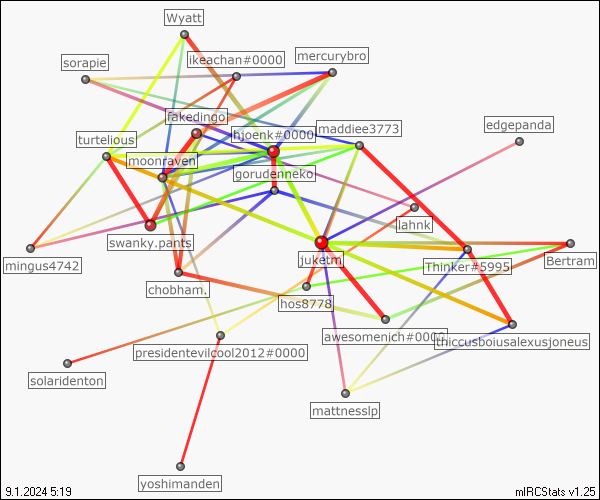 Wyatt
ikeachan#0000
mercurybro
sorapie
fakedingo
hjoenk#0000
maddiee3773
edgepanda
turtelious
moonraven
gorudenneko
lahnk
swanky.pants
juketm
mingus4742
Thinker#5995
Bertram
chobham.
hos8778
awesomenich#0000
thiccusboiusalexusjoneus
presidentevilcool2012#0000
solaridenton
mattnesslp
yoshimanden
9.1.2024 5:19
mIRCStats v1.25